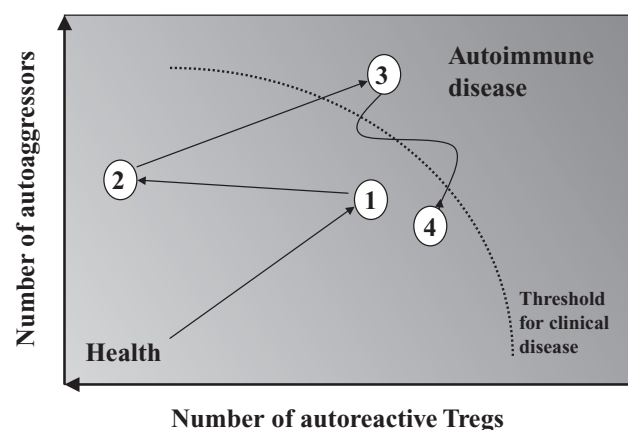 Number of autoaggressors
3
Autoimmune
disease
2
1
4
Threshold
for clinical
disease
Health
Number of autoreactive Tregs